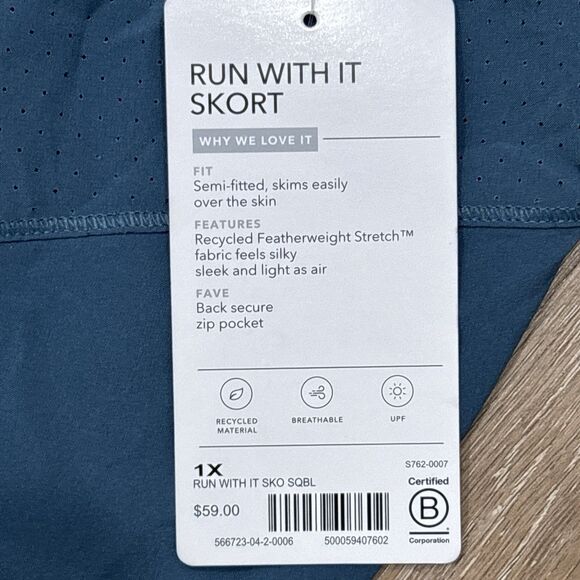 RUN WITH IT
SKORT
WHY WE LOVE IT
FIT
Semi-fitted, skims easily
over the skin
FEATURES
Recycled Featherweight Stretch™
fabric feels silky
sleek and light as air
FAVE
Back secure
zip pocket
RECYCLED
MATERIAL
BREATHABLE
UPF
1X
S762-0007
RUN WITH IT SKO SQBL
$59.00
566723-04-2-0006
500059407602
Certified
B
Corporation